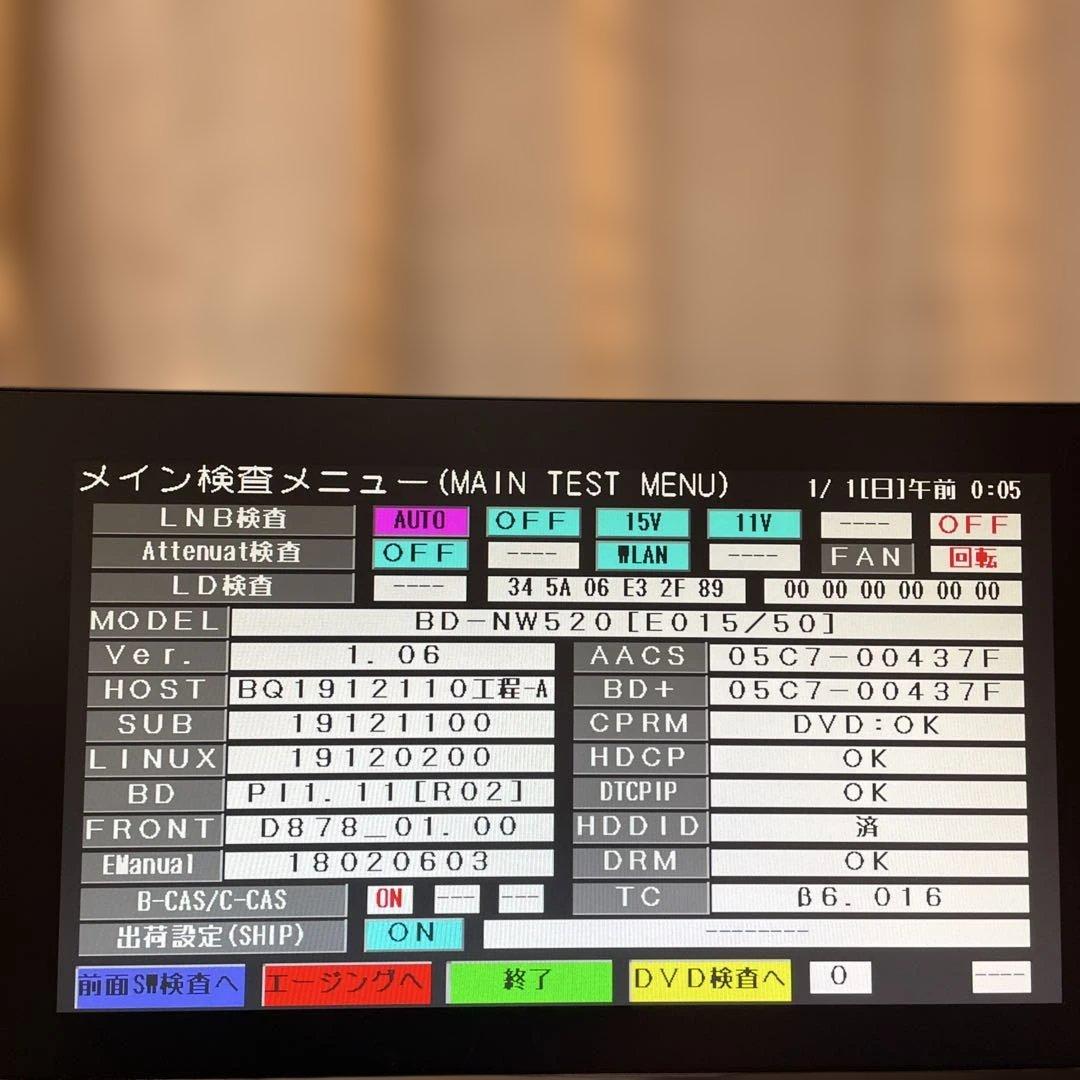 メイン検査メニュー(MAIN TEST MENU) 1/ 1[日]午前 0:05
LNB検査 AUTO OFF 15V 11V ---- OFF
Attenuat検査 OFF ---- WLAN ---- FAN 回転
LD検査 ---- 34 5A 06 E3 2F 89 00 00 00 00 00 00
MODEL BD-NW520[E015/50]
Ver. 1.06 AACS 05C7-00437F
HOST BQ1912110工程-A BD+ 05C7-00437F
SUB 19121100 CPRM DVD:OK
LINUX 19120200 HDCP OK
BD PI1.11[R02] DTCPIP OK
FRONT D878_01.00 HDDID 済
EManual 18020603 DRM OK
B-CAS/C-CAS ON --- --- TC β6.016
出荷設定(SHIP) ON --------
前面SW検査へ エージングへ 終了 DVD検査へ 0 ----